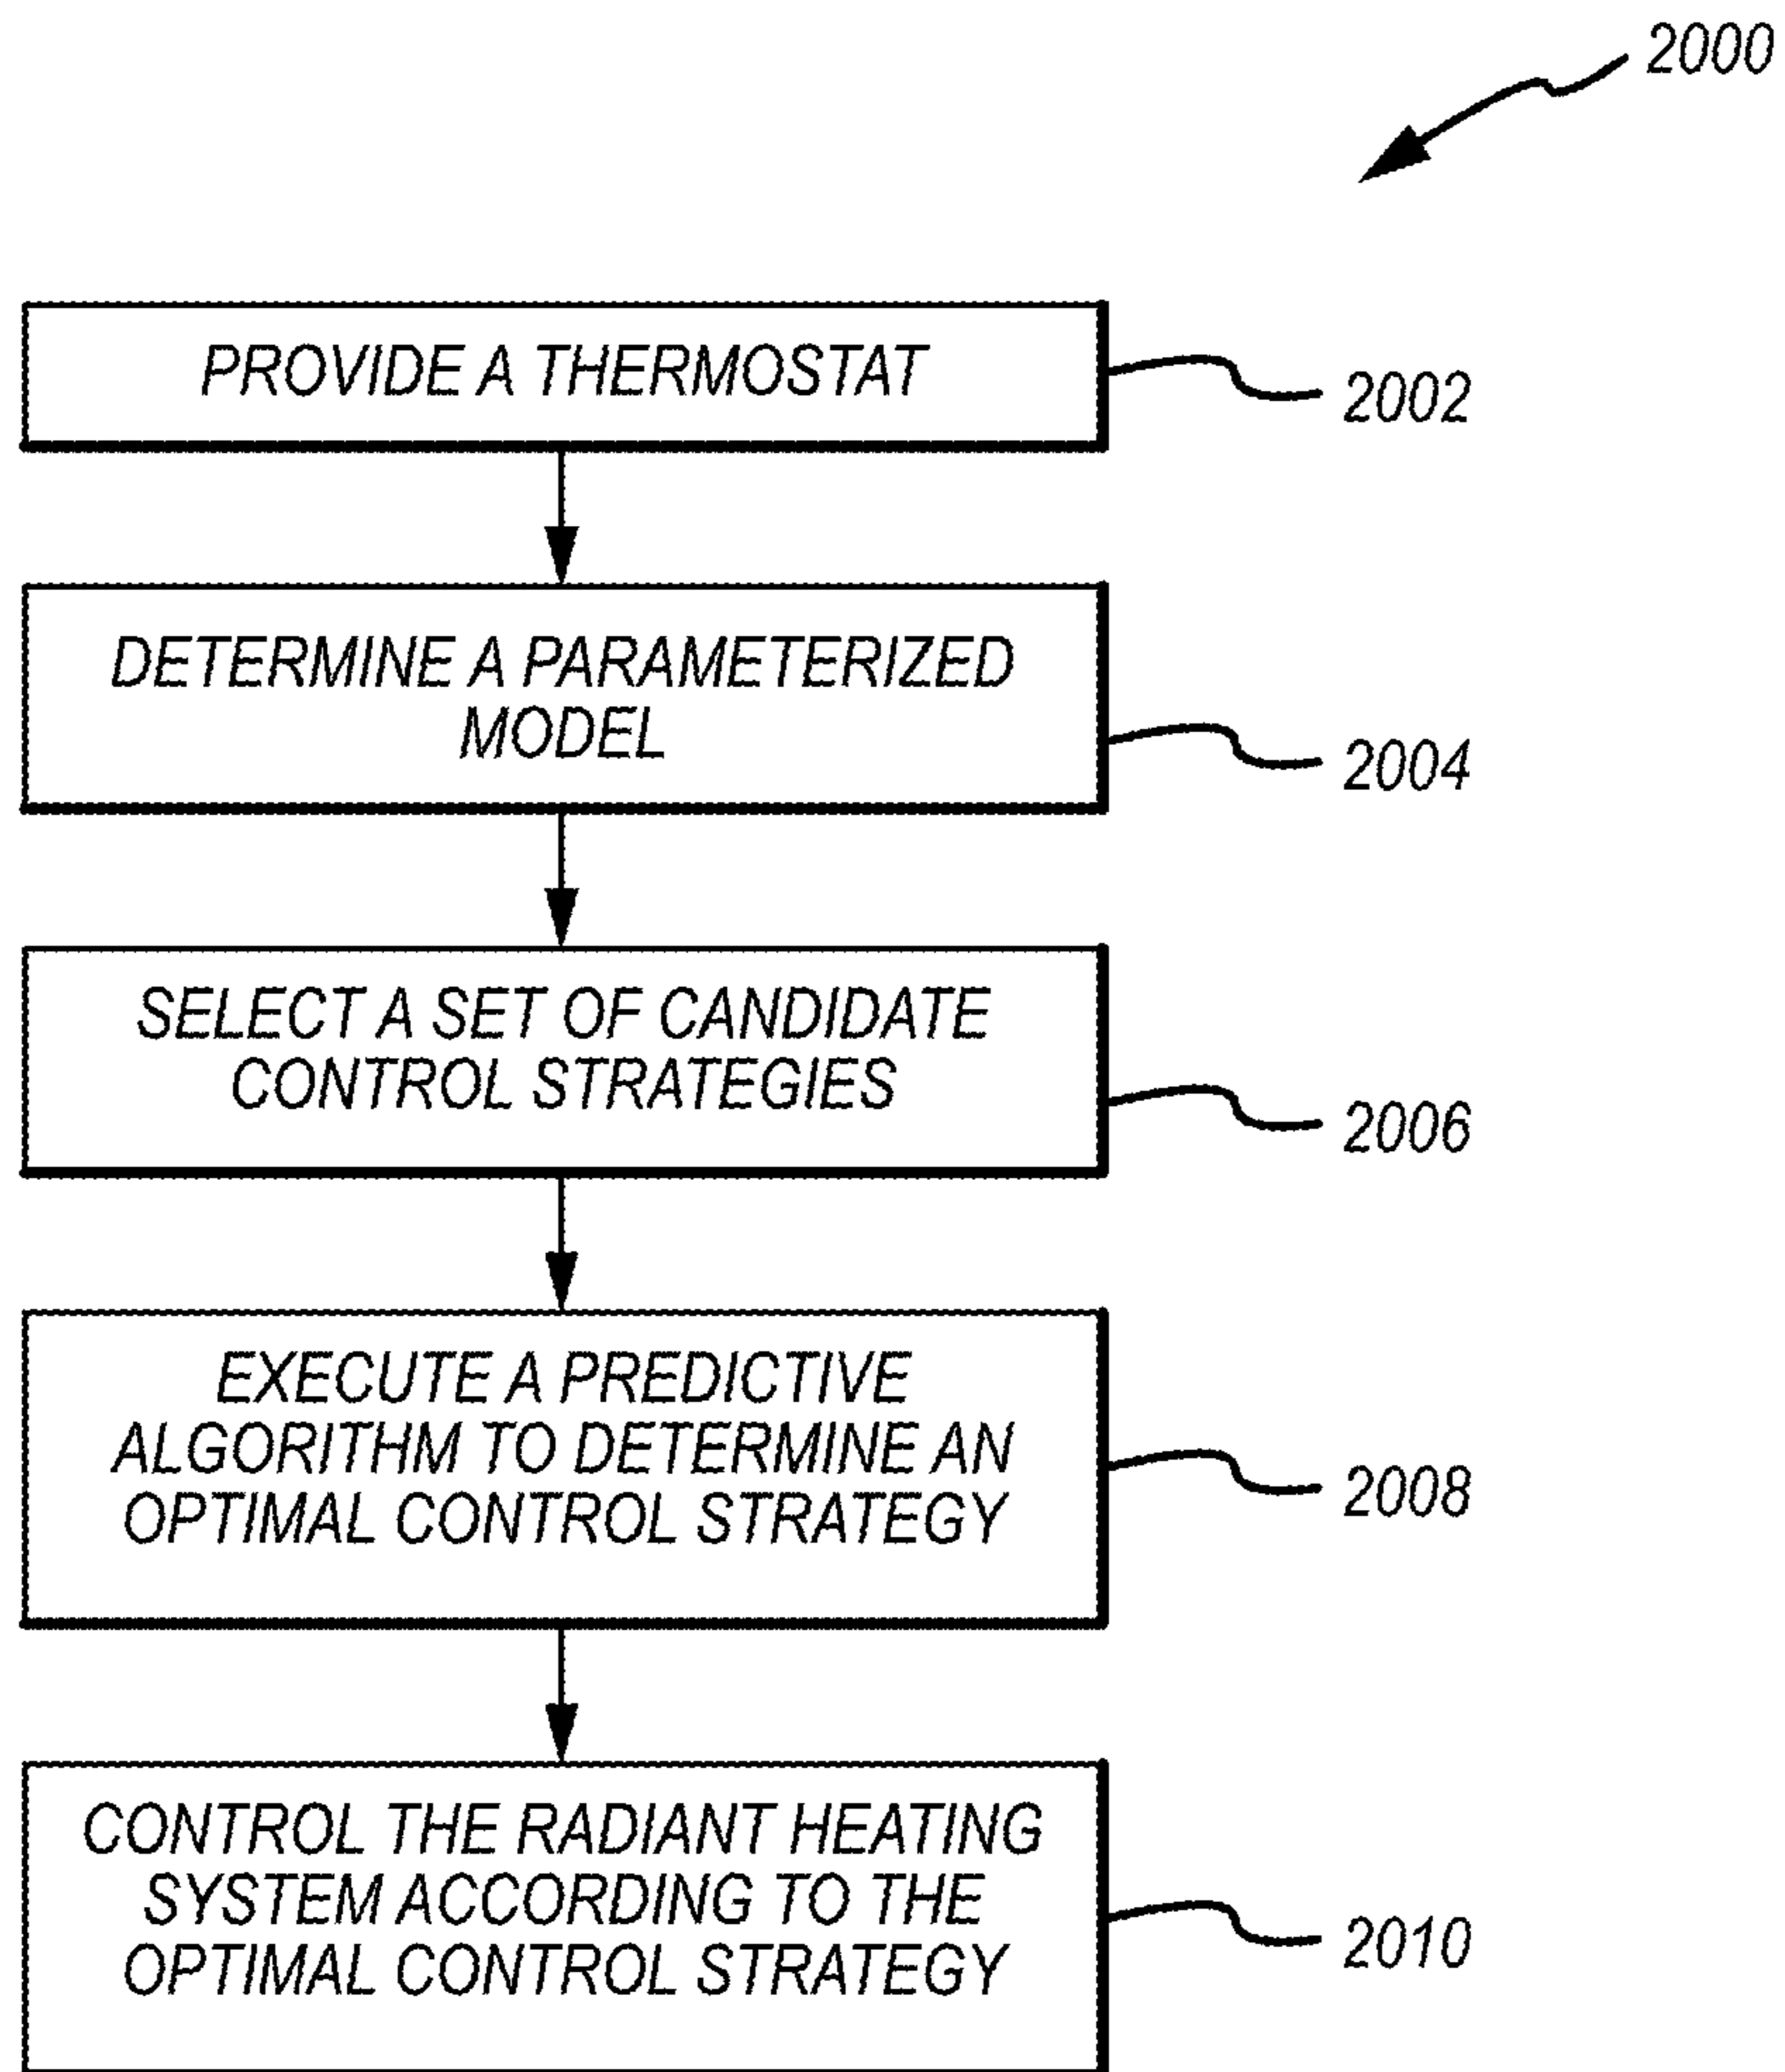 2000
PROVIDE A THERMOSTAT
2002
DETERMINE A PARAMETERIZED
MODEL
2004
SELECT A SET OF CANDIDATE
CONTROL STRATEGIES
2006
EXECUTE A PREDICTIVE
ALGORITHM TO DETERMINE AN
OPTIMAL CONTROL STRATEGY
2008
CONTROL THE RADIANT HEATING
SYSTEM ACCORDING TO THE
OPTIMAL CONTROL STRATEGY
2010